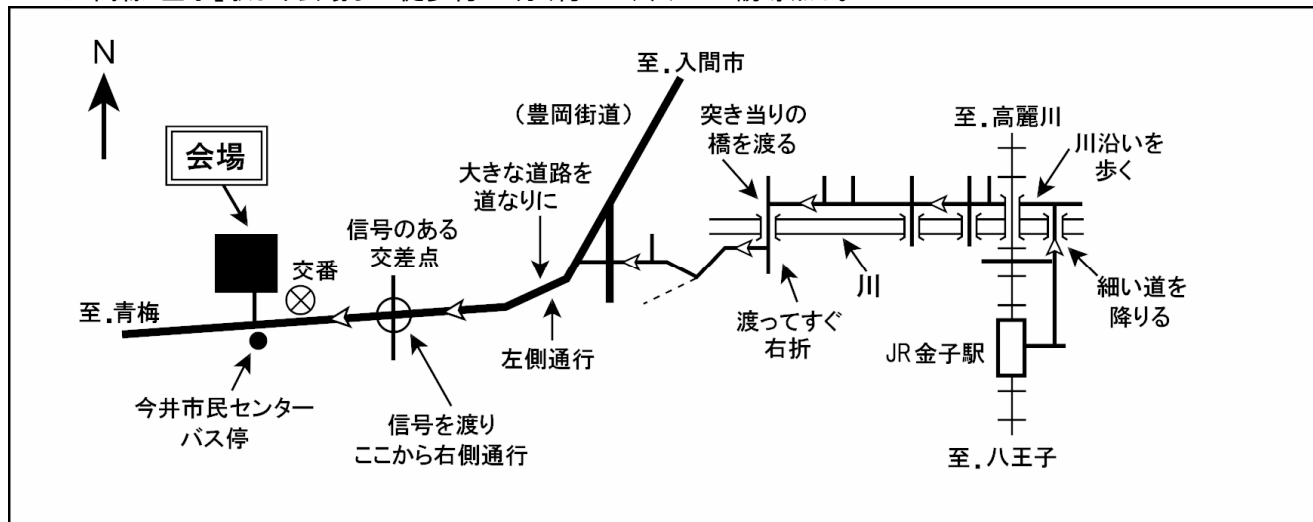 N
会場
至．青梅
交番
今井市民センター
バス停
信号のある
交差点
信号を渡り
ここから右側通行
大きな道路を
道なりに
左側通行
（豊岡街道）
至．入間市
突き当りの
橋を渡る
渡ってすぐ
右折
川
至．高麗川
川沿いを
歩く
細い道を
降りる
JR金子駅
至．八王子